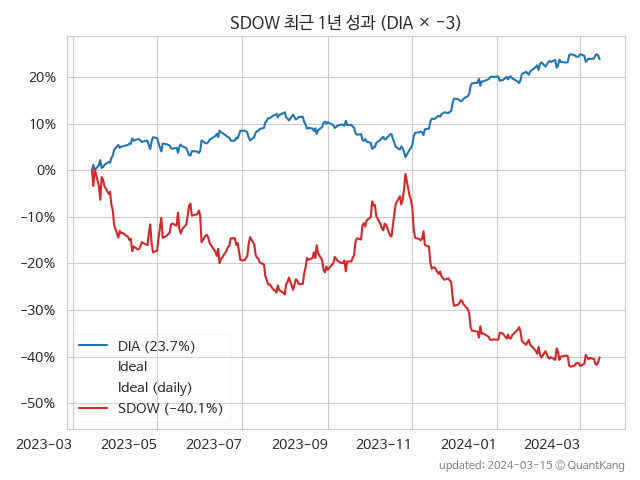 SDOW 최근 1년 성과 (DIA × −3)
20%
10%
0%
−10%
−20%
−30%
−40%
−50%
DIA (23.7%)
Ideal
Ideal (daily)
SDOW (−40.1%)
2023-03 2023-05 2023-07 2023-09 2023-11 2024-01 2024-03
updated: 2024-03-15 © QuantKang